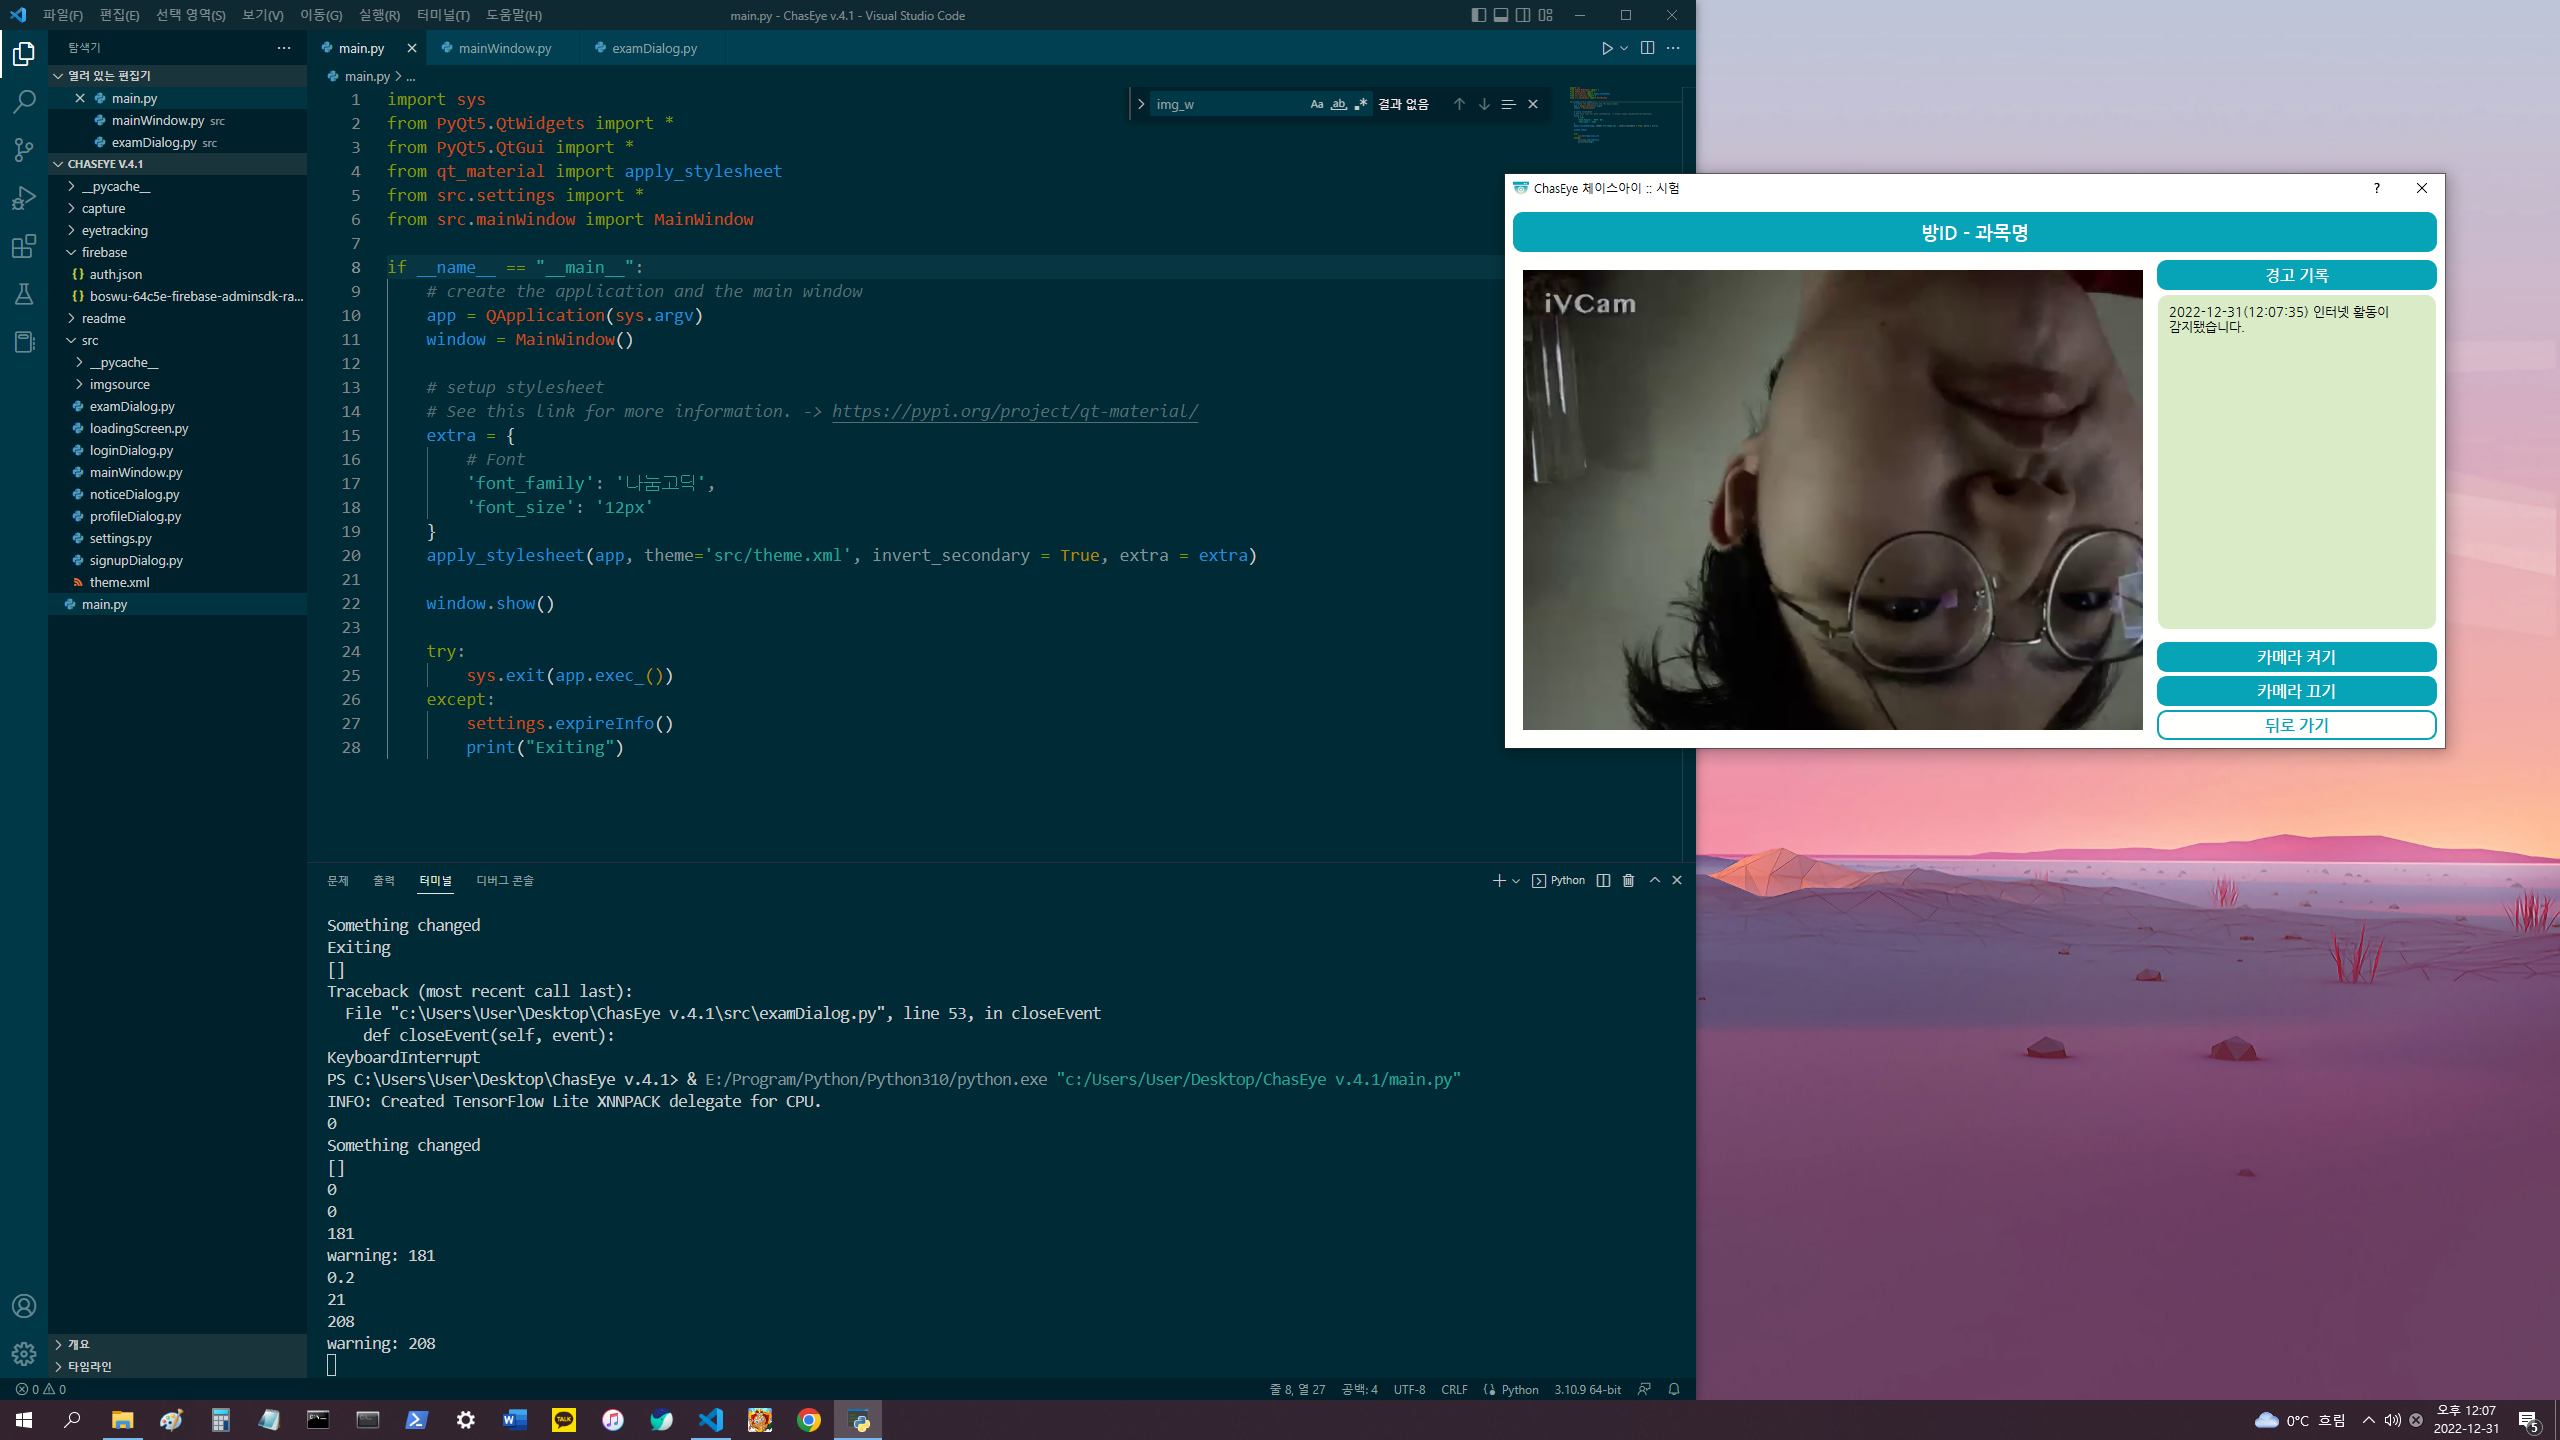 파일(F) 편집(E) 선택 영역(S) 보기(V) 이동(G) 실행(R) 터미널(T) 도움말(H)
main.py - ChasEye v.4.1 - Visual Studio Code
탐색기
열려 있는 편집기
main.py
mainWindow.py src
examDialog.py src
CHASEYE V.4.1
__pycache__
capture
eyetracking
firebase
auth.json
boswu-64c5e-firebase-adminsdk-ra...
readme
src
__pycache__
imgsource
examDialog.py
loadingScreen.py
loginDialog.py
mainWindow.py
noticeDialog.py
profileDialog.py
settings.py
signupDialog.py
theme.xml
main.py
개요
타임라인
main.py mainWindow.py examDialog.py
main.py > ...
img_w Aa ab 결과 없음
1 import sys
2 from PyQt5.QtWidgets import *
3 from PyQt5.QtGui import *
4 from qt_material import apply_stylesheet
5 from src.settings import *
6 from src.mainWindow import MainWindow
7
8 if __name__ == "__main__":
9 # create the application and the main window
10 app = QApplication(sys.argv)
11 window = MainWindow()
12
13 # setup stylesheet
14 # See this link for more information. -> https://pypi.org/project/qt-material/
15 extra = {
16 # Font
17 'font_family': '나눔고딕',
18 'font_size': '12px'
19 }
20 apply_stylesheet(app, theme='src/theme.xml', invert_secondary = True, extra = extra)
21
22 window.show()
23
24 try:
25 sys.exit(app.exec_())
26 except:
27 settings.expireInfo()
28 print("Exiting")
문제 출력 터미널 디버그 콘솔
Python
Something changed
Exiting
[]
Traceback (most recent call last):
File "c:\Users\User\Desktop\ChasEye v.4.1\src\examDialog.py", line 53, in closeEvent
def closeEvent(self, event):
KeyboardInterrupt
PS C:\Users\User\Desktop\ChasEye v.4.1> & E:/Program/Python/Python310/python.exe "c:/Users/User/Desktop/ChasEye v.4.1/main.py"
INFO: Created TensorFlow Lite XNNPACK delegate for CPU.
0
Something changed
[]
0
0
181
warning: 181
0.2
21
208
warning: 208
0 0
줄 8, 열 27 공백: 4 UTF-8 CRLF Python 3.10.9 64-bit
ChasEye 체이스아이 :: 시험
?
방ID - 과목명
iVCam
경고 기록
2022-12-31(12:07:35) 인터넷 활동이
감지됐습니다.
카메라 켜기
카메라 끄기
뒤로 가기
TALK
0°C 흐림
오후 12:07
2022-12-31
5